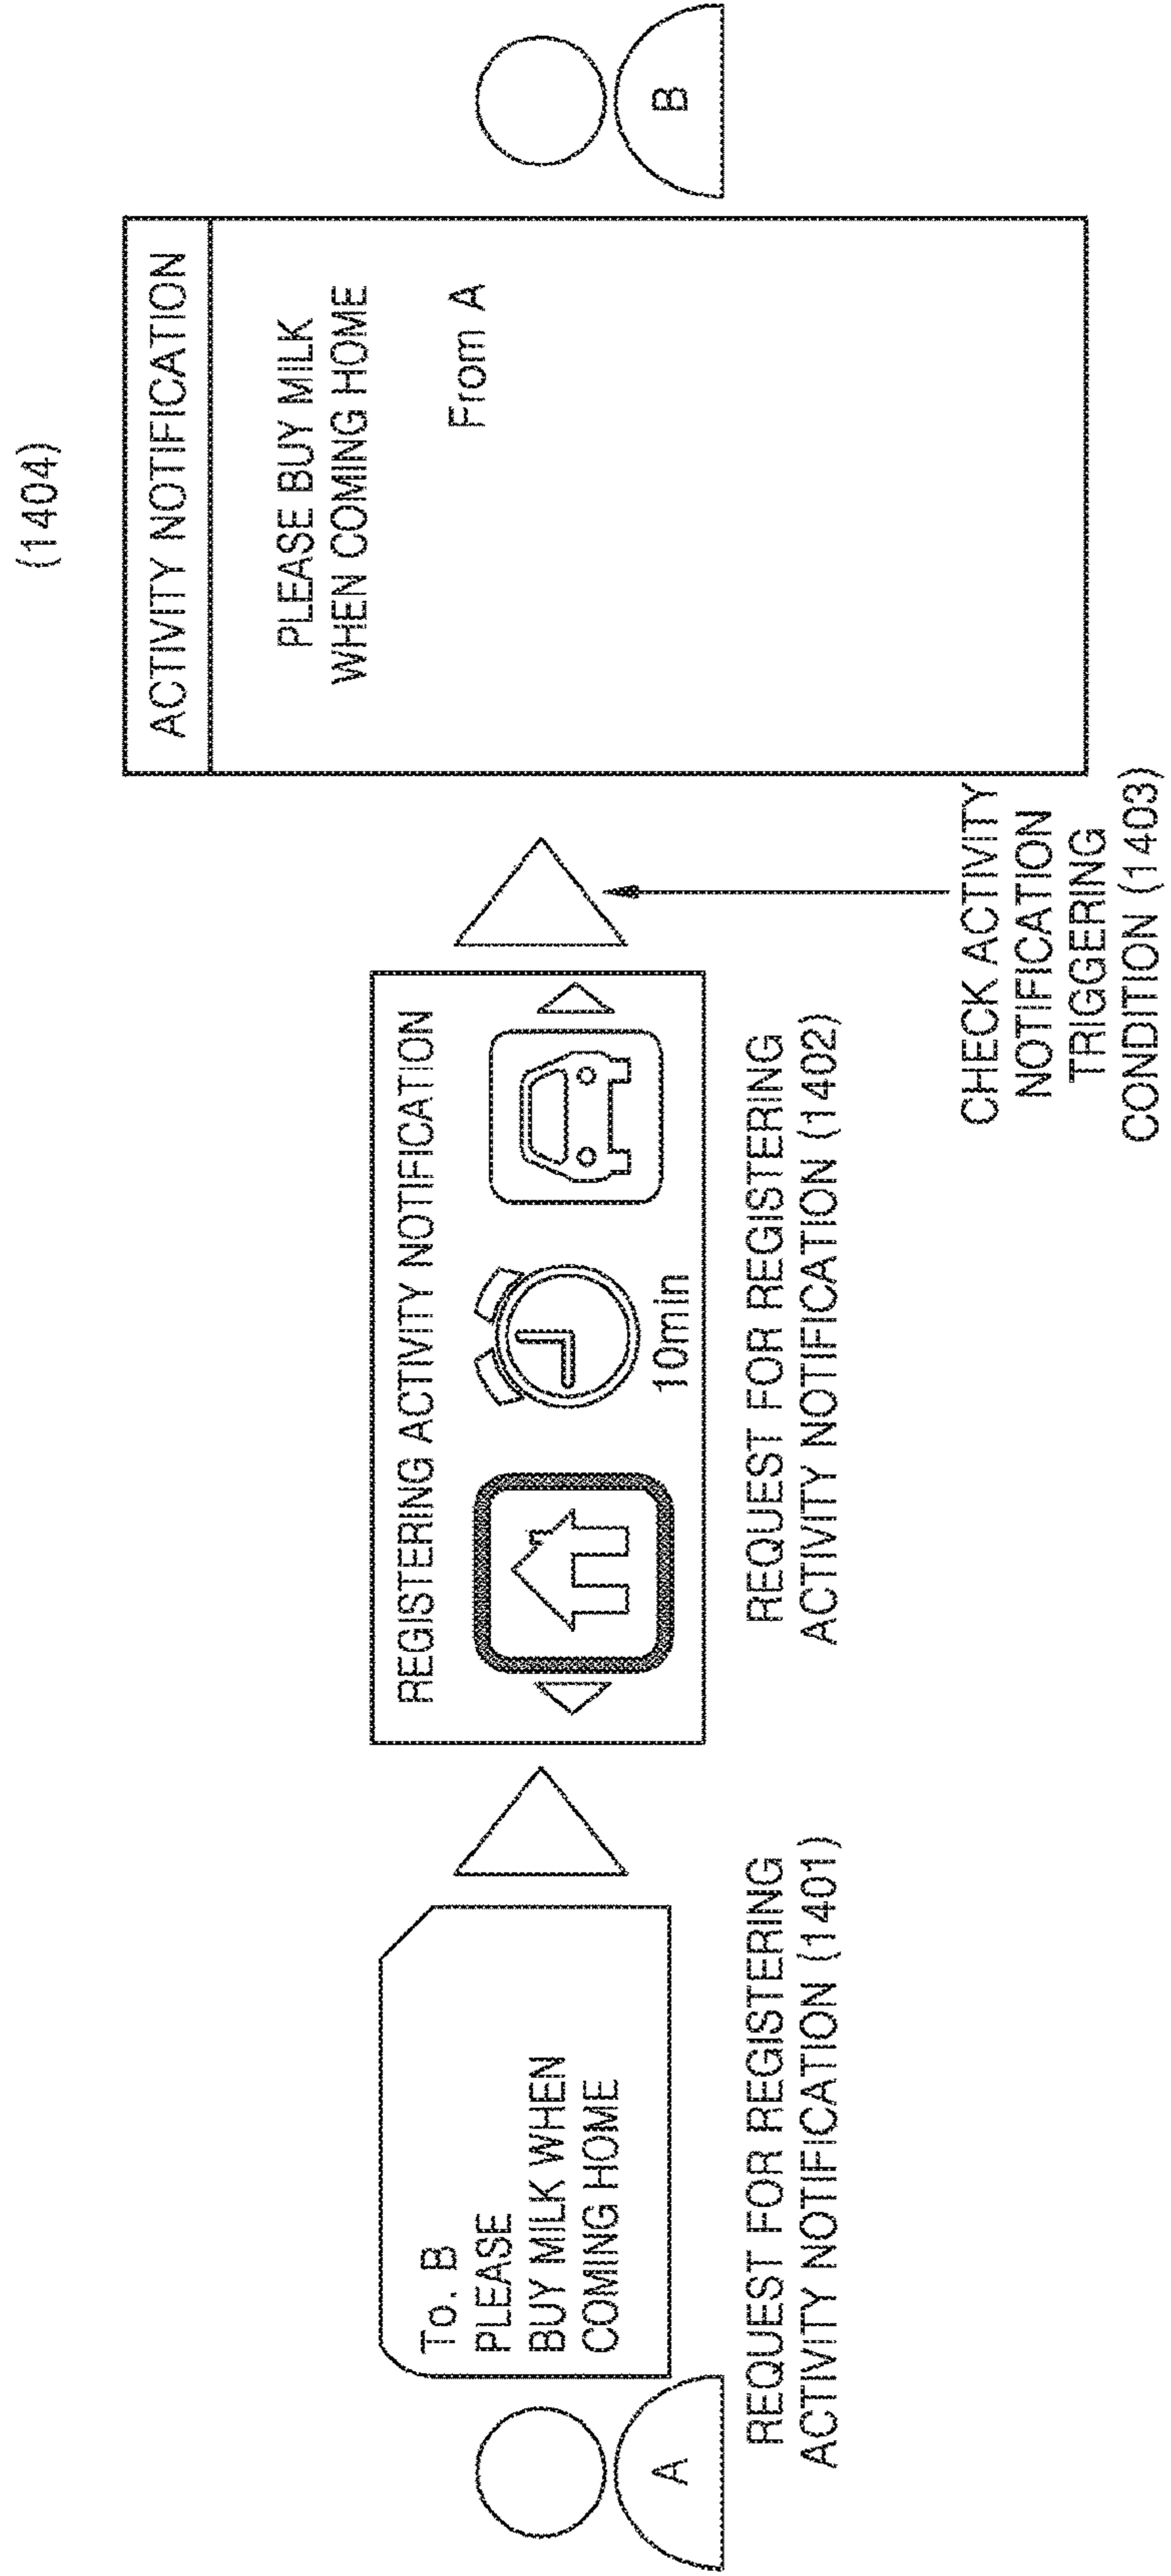 To. B
PLEASE
BUY MILK WHEN
COMING HOME
A
REQUEST FOR REGISTERING
ACTIVITY NOTIFICATION (1401)
REGISTERING ACTIVITY NOTIFICATION
10min
REQUEST FOR REGISTERING
ACTIVITY NOTIFICATION (1402)
CHECK ACTIVITY
NOTIFICATION
TRIGGERING
CONDITION (1403)
(1404)
ACTIVITY NOTIFICATION
PLEASE BUY MILK
WHEN COMING HOME
From A
B